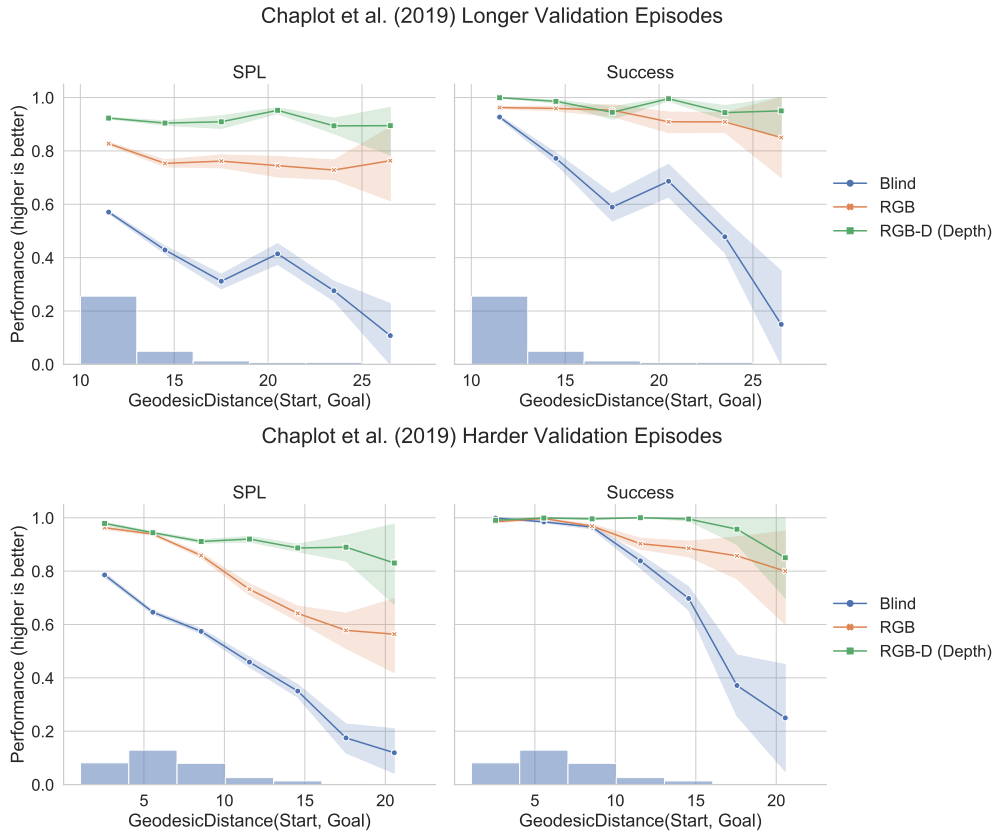 Chaplot et al. (2019) Longer Validation Episodes
SPL
Success
Performance (higher is better)
1.0
0.8
0.6
0.4
0.2
0.0
10 15 20 25
10 15 20 25
GeodesicDistance(Start, Goal)
GeodesicDistance(Start, Goal)
Blind
RGB
RGB-D (Depth)
Chaplot et al. (2019) Harder Validation Episodes
SPL
Success
Performance (higher is better)
1.0
0.8
0.6
0.4
0.2
0.0
5 10 15 20
5 10 15 20
GeodesicDistance(Start, Goal)
GeodesicDistance(Start, Goal)
Blind
RGB
RGB-D (Depth)